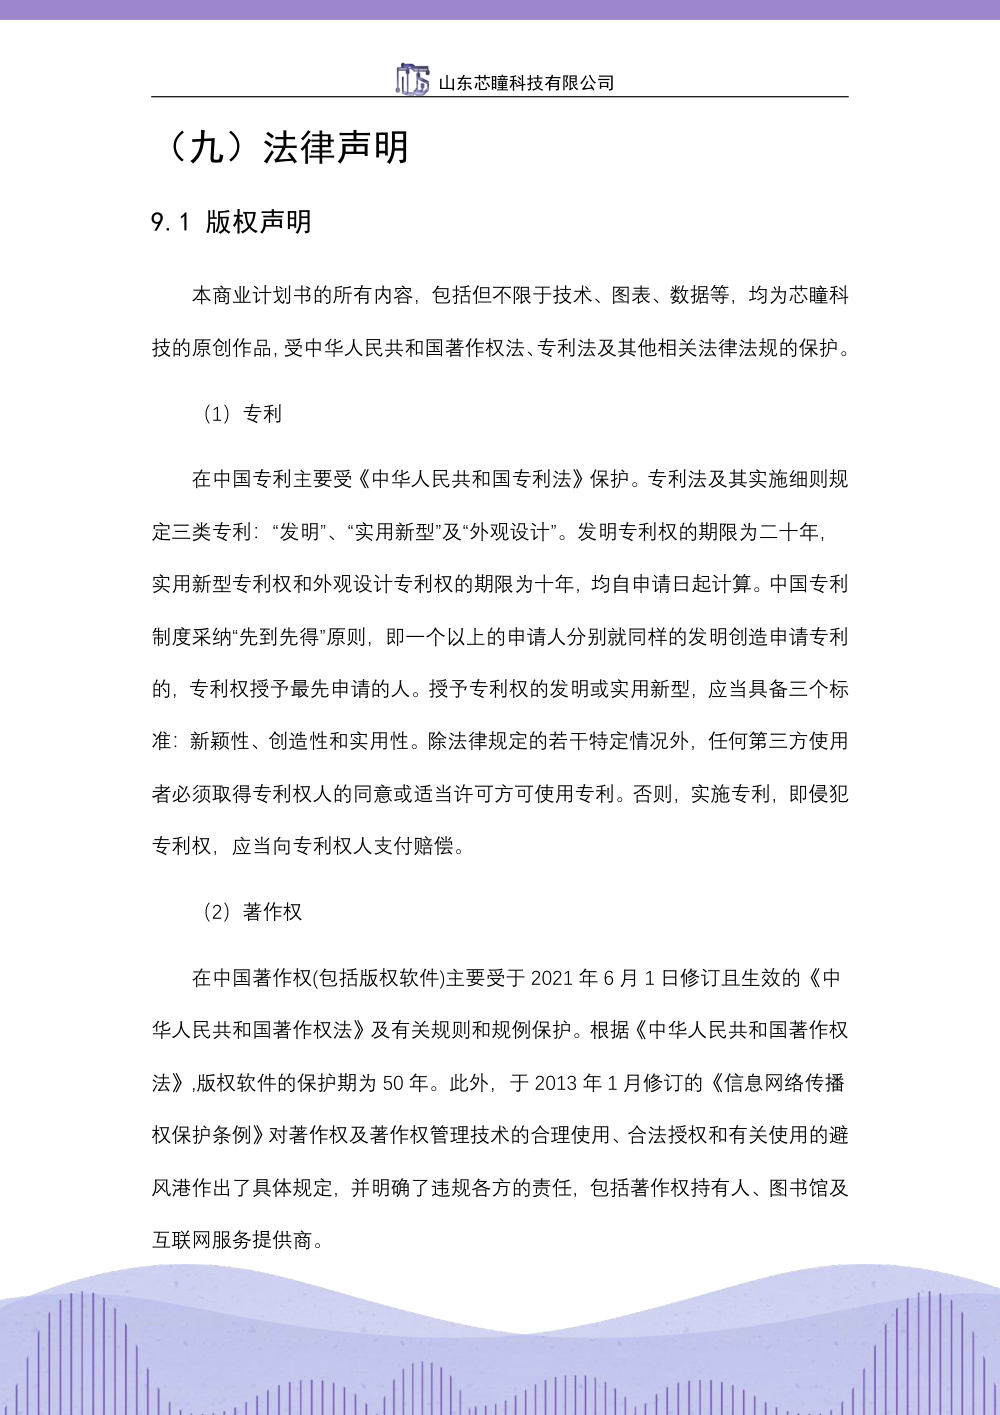 山东芯瞳科技有限公司
（九）法律声明
9.1 版权声明
本商业计划书的所有内容，包括但不限于技术、图表、数据等，均为芯瞳科
技的原创作品，受中华人民共和国著作权法、专利法及其他相关法律法规的保护。
（1）专利
在中国专利主要受《中华人民共和国专利法》保护。专利法及其实施细则规
定三类专利：“发明”、“实用新型”及“外观设计”。发明专利权的期限为二十年，
实用新型专利权和外观设计专利权的期限为十年，均自申请日起计算。中国专利
制度采纳“先到先得”原则，即一个以上的申请人分别就同样的发明创造申请专利
的，专利权授予最先申请的人。授予专利权的发明或实用新型，应当具备三个标
准：新颖性、创造性和实用性。除法律规定的若干特定情况外，任何第三方使用
者必须取得专利权人的同意或适当许可方可使用专利。否则，实施专利，即侵犯
专利权，应当向专利权人支付赔偿。
（2）著作权
在中国著作权(包括版权软件)主要受于 2021 年 6 月 1 日修订且生效的《中
华人民共和国著作权法》及有关规则和规例保护。根据《中华人民共和国著作权
法》,版权软件的保护期为 50 年。此外，于 2013 年 1 月修订的《信息网络传播
权保护条例》对著作权及著作权管理技术的合理使用、合法授权和有关使用的避
风港作出了具体规定，并明确了违规各方的责任，包括著作权持有人、图书馆及
互联网服务提供商。